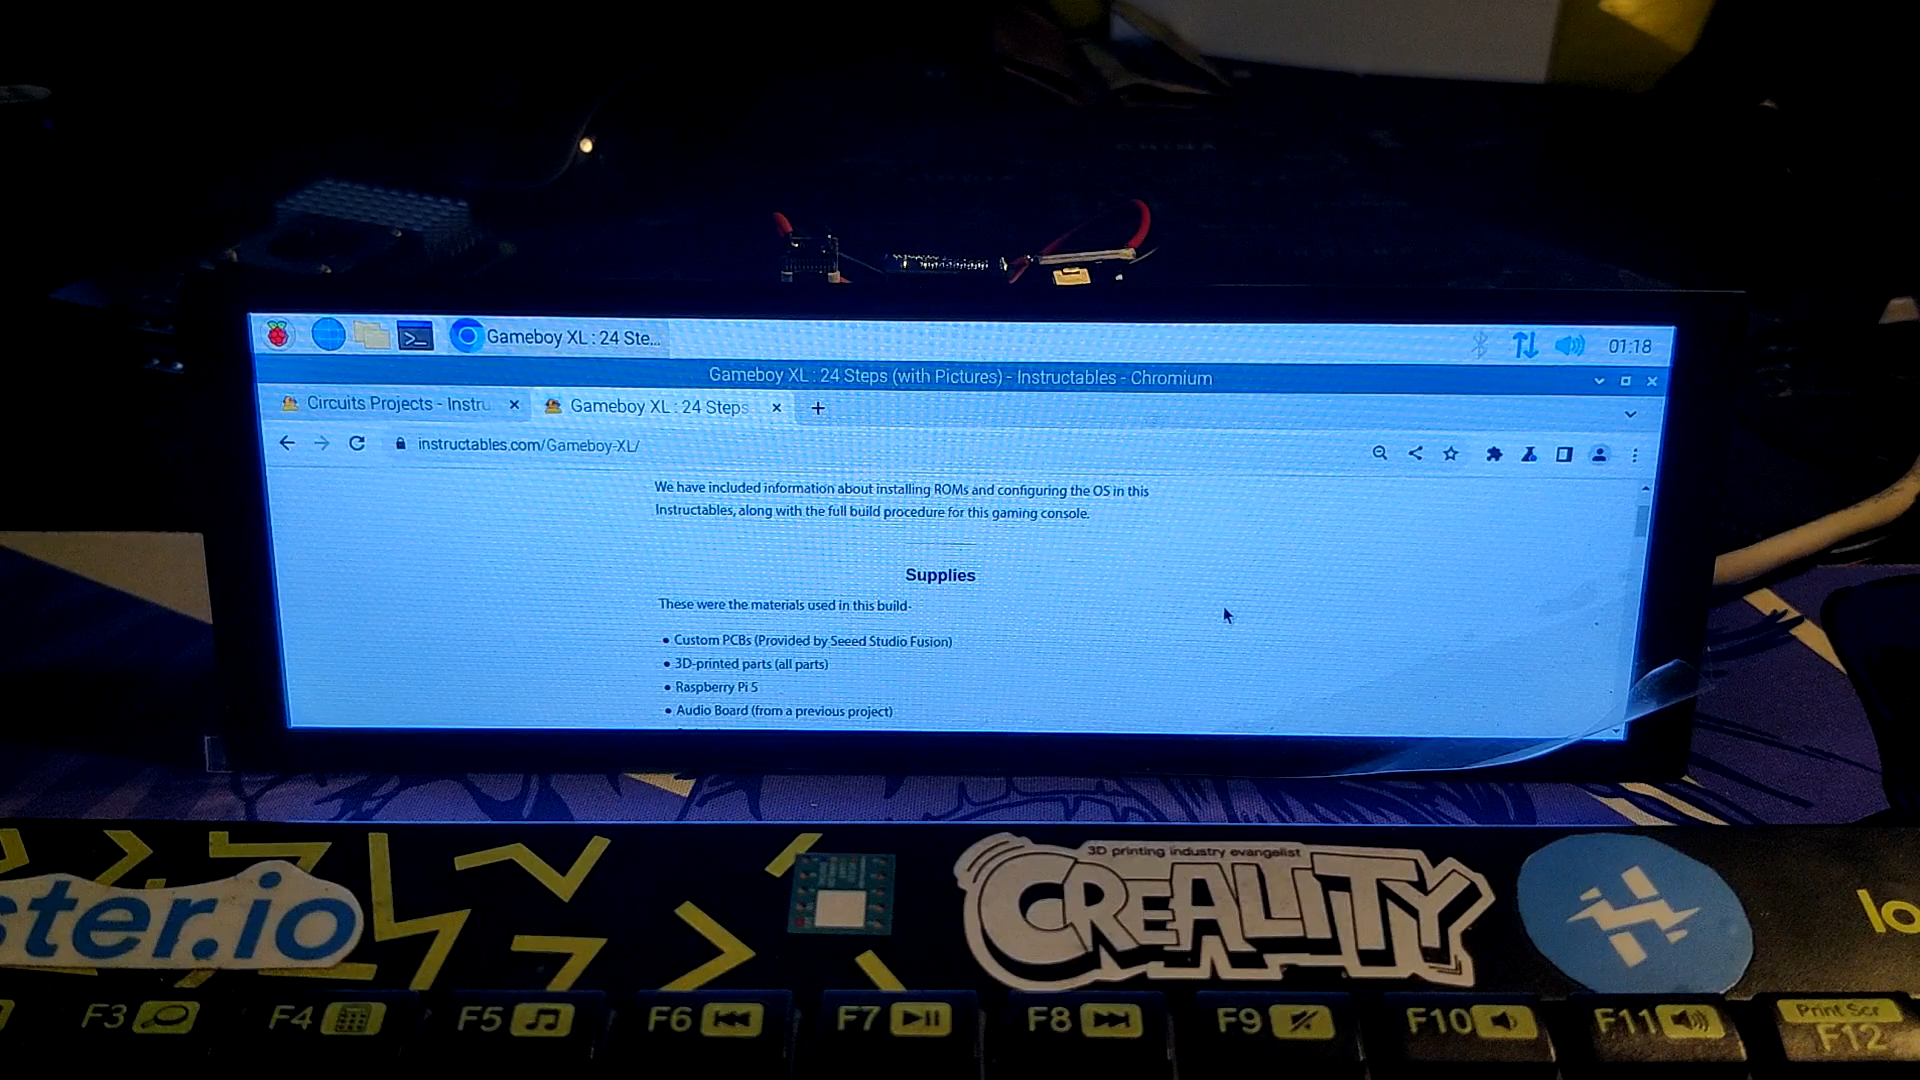 CHINA
Gameboy XL : 24 Ste...
01:18
Gameboy XL : 24 Steps (with Pictures) - Instructables - Chromium
Circuits Projects - Instru
Gameboy XL : 24 Steps
instructables.com/Gameboy-XL/
We have included information about installing ROMs and configuring the OS in this
Instructables, along with the full build procedure for this gaming console.
Supplies
These were the materials used in this build-
• Custom PCBs (Provided by Seeed Studio Fusion)
• 3D-printed parts (all parts)
• Raspberry Pi 5
• Audio Board (from a previous project)
3D printing industry evangelist
CREALITY
ster.io
lo
F3
F4
F5
F6
F7
F8
F9
F10
F11
Print Scr
F12